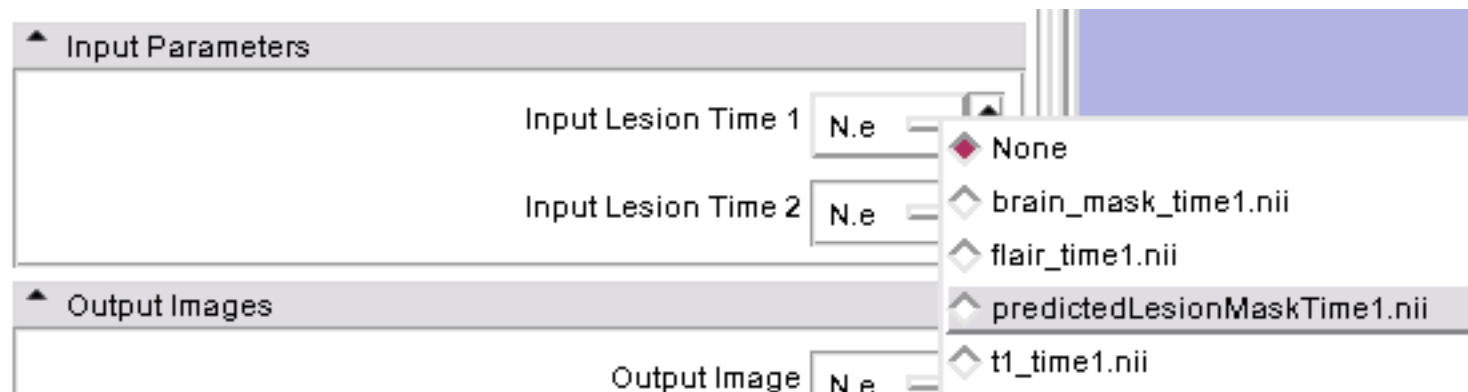 Input Parameters
Input Lesion Time 1 N.e
None
brain_mask_time1.nii
Input Lesion Time 2 N.e
flair_time1.nii
Output Images
predictedLesionMaskTime1.nii
t1_time1.nii
Output Image N.e